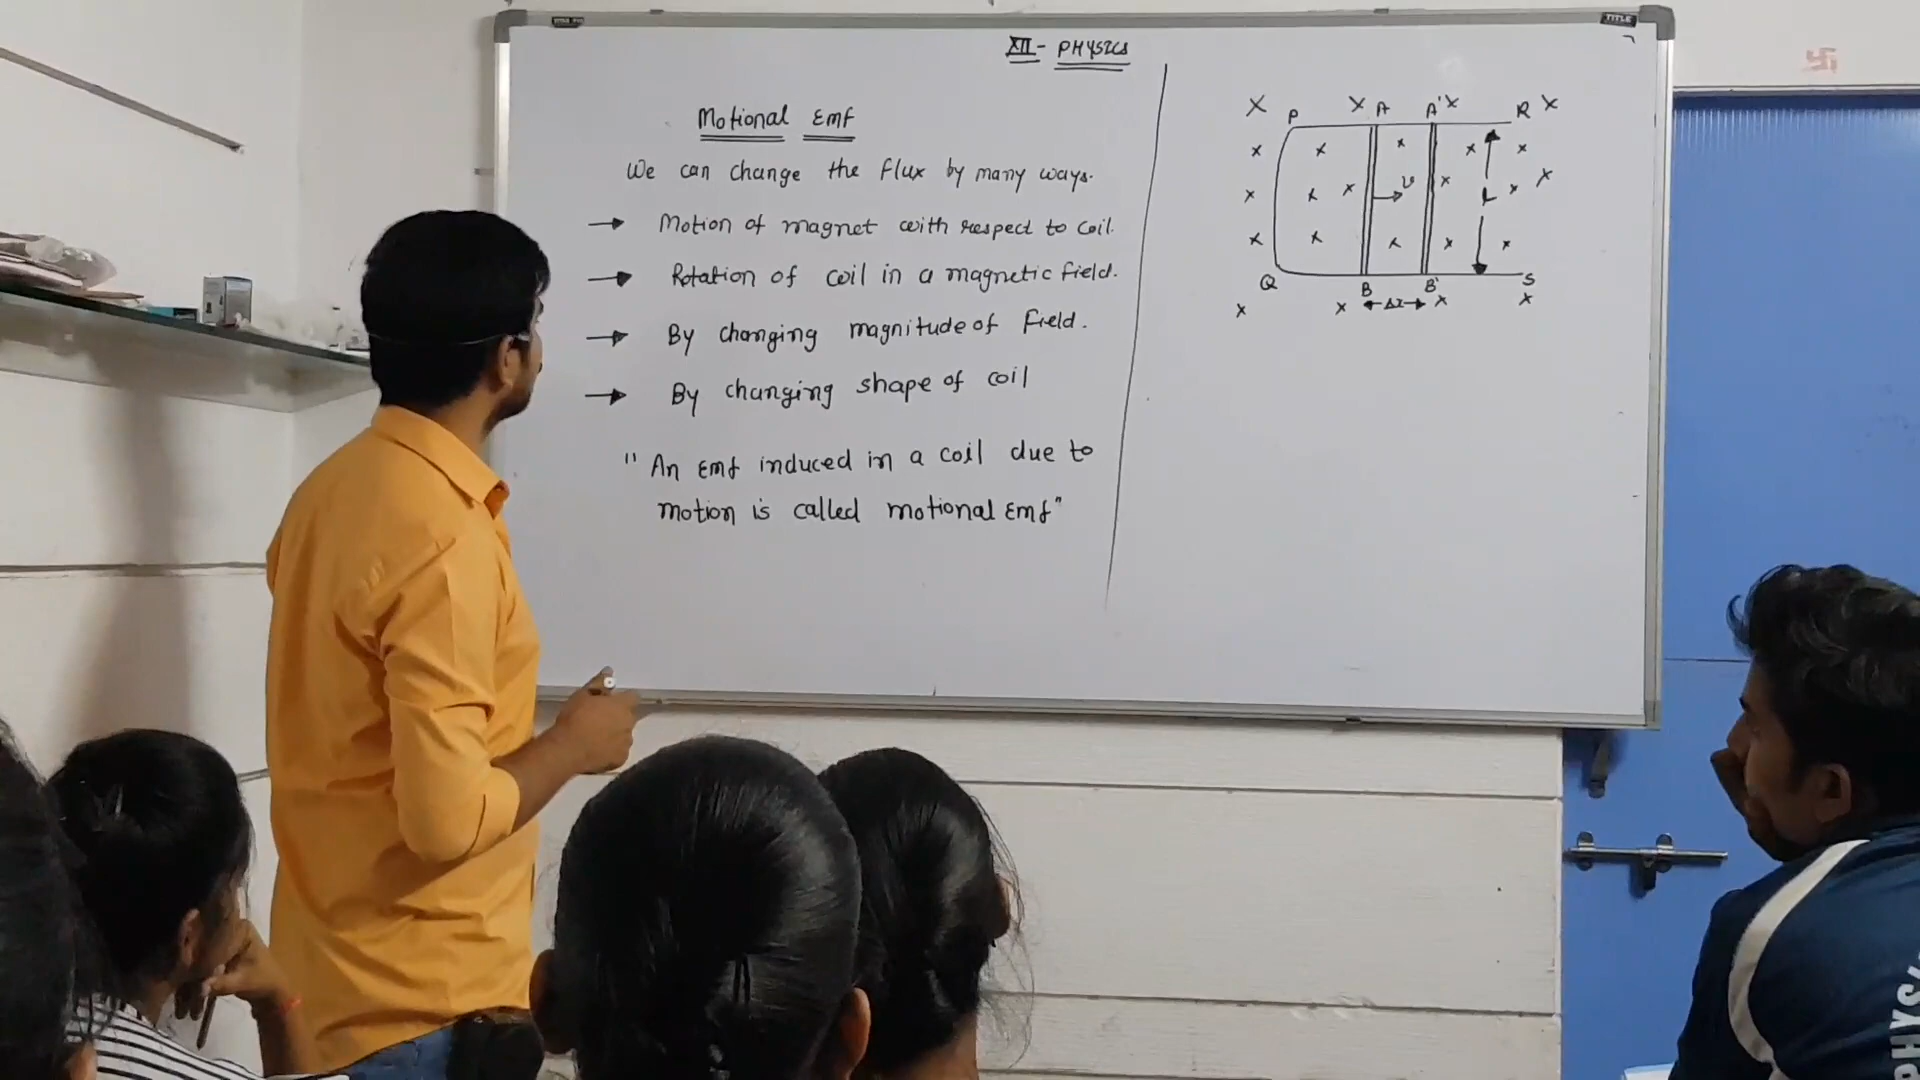 XII - PHYSICS
Motional Emf
We can change the flux by many ways.
→ Motion of magnet with respect to coil.
→ Rotation of coil in a magnetic field.
→ By changing magnitude of field.
→ By changing shape of coil
" An Emf induced in a coil due to
motion is called motional Emf"
X P X A A' X R X
x x x x x
x x x v x x X
L
x x x x x
Q B B' S
x x Δx x x
TITLE